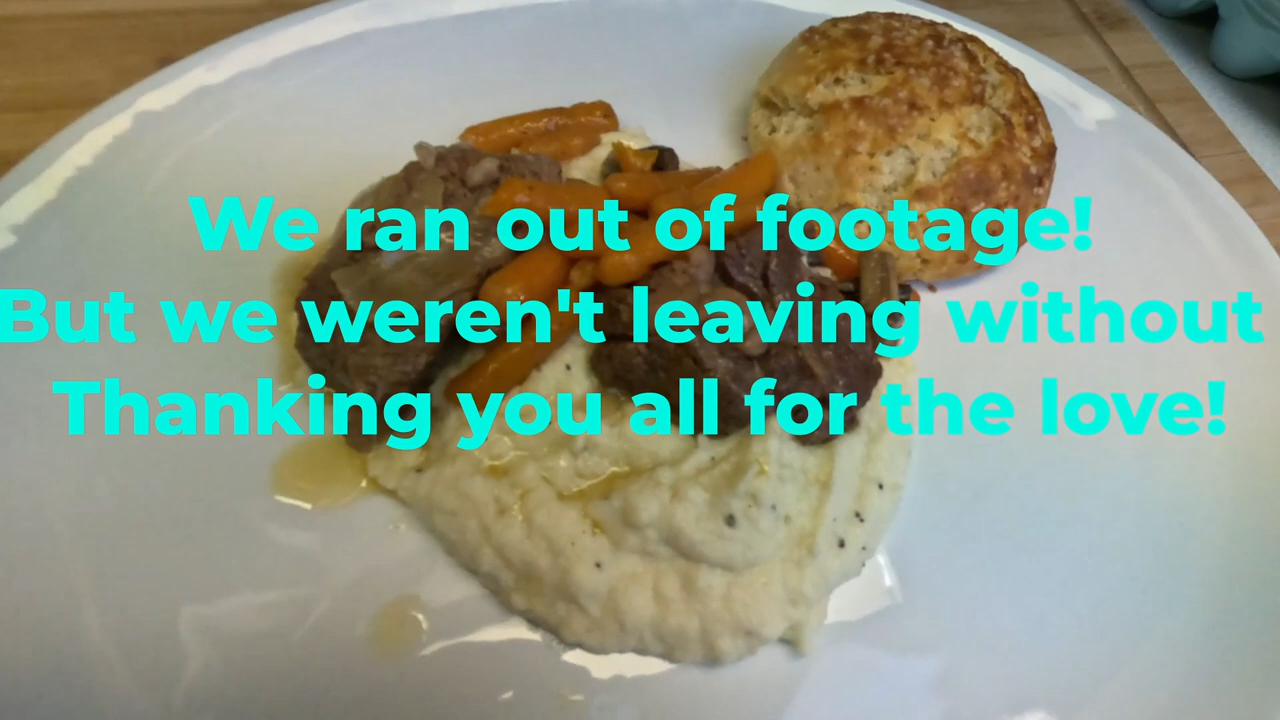 We ran out of footage!
But we weren't leaving without
Thanking you all for the love!